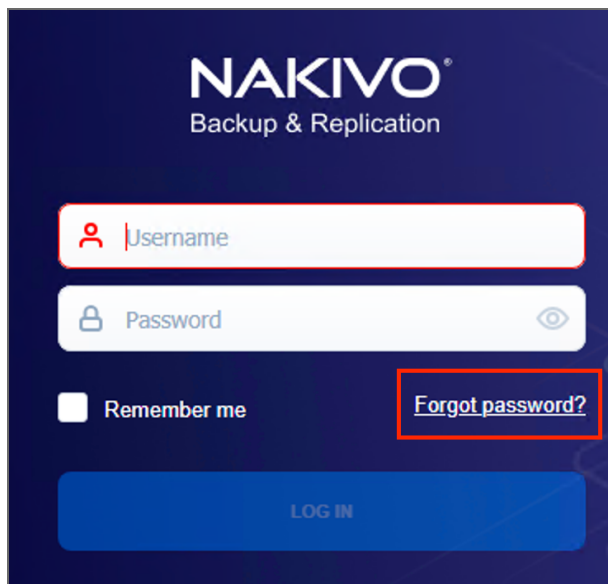 NAKIVO®
Backup & Replication
Username
Password
Remember me
Forgot password?
LOG IN